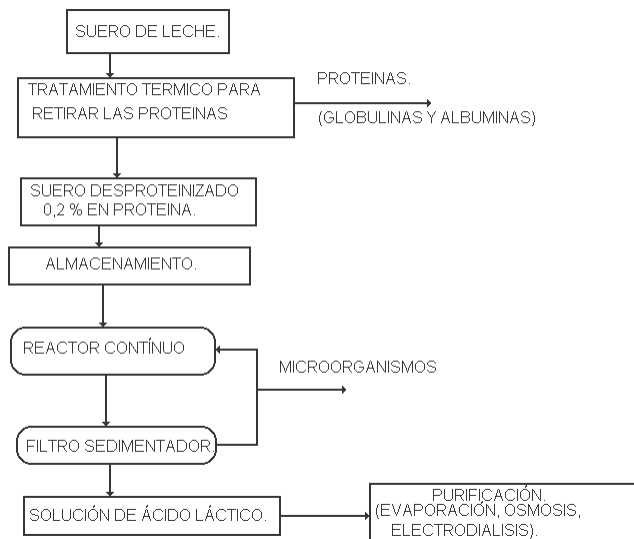 SUERO DE LECHE.
TRATAMIENTO TERMICO PARA
RETIRAR LAS PROTEINAS
PROTEINAS.
(GLOBULINAS Y ALBUMINAS)
SUERO DESPROTEINIZADO
0,2 % EN PROTEINA.
ALMACENAMIENTO.
REACTOR CONTÍNUO
MICROORGANISMOS
FILTRO SEDIMENTADOR.
SOLUCIÓN DE ÁCIDO LÁCTICO.
PURIFICACIÓN.
(EVAPORACIÓN, OSMOSIS,
ELECTRODIALISIS).